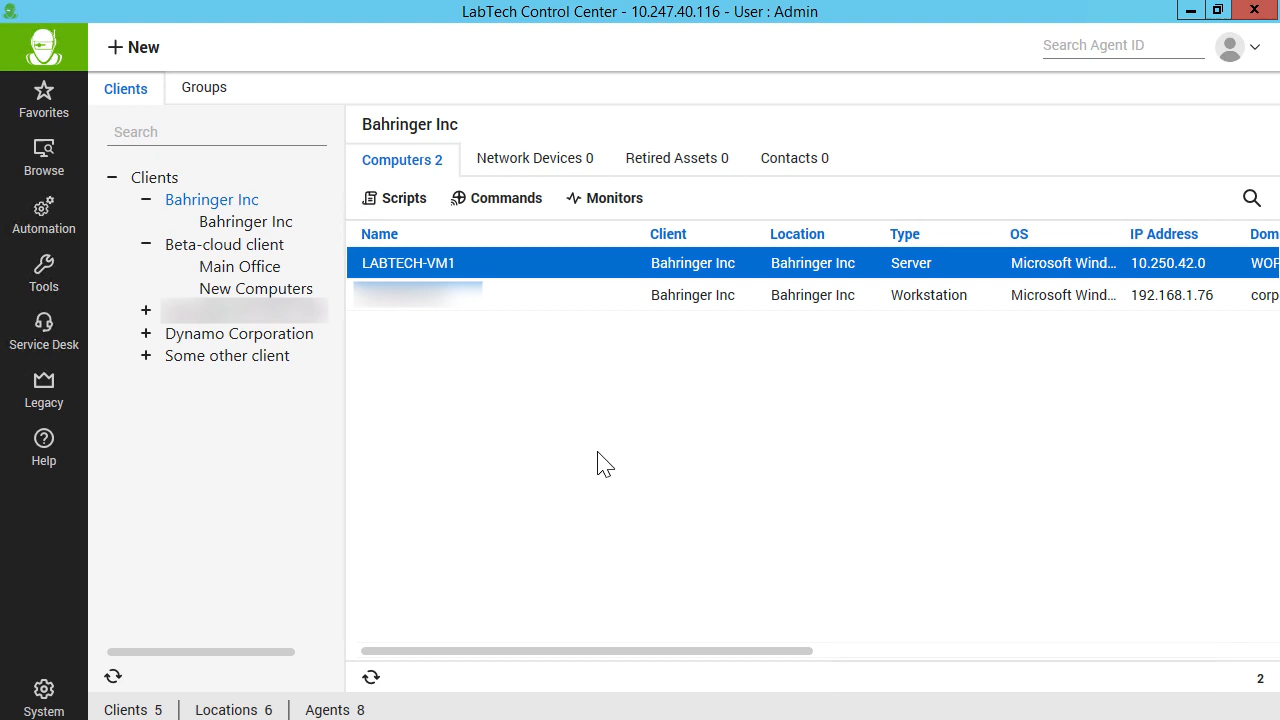 LabTech Control Center - 10.247.40.116 - User : Admin
New
Search Agent ID
Favorites
Browse
Automation
Tools
Service Desk
Legacy
Help
System
Clients
Groups
Search
Clients
Bahringer Inc
Bahringer Inc
Beta-cloud client
Main Office
New Computers
Dynamo Corporation
Some other client
Bahringer Inc
Computers 2
Network Devices 0
Retired Assets 0
Contacts 0
Scripts
Commands
Monitors
Name Client Location Type OS IP Address Dom
LABTECH-VM1 Bahringer Inc Bahringer Inc Server Microsoft Wind... 10.250.42.0 WOR
Bahringer Inc Bahringer Inc Workstation Microsoft Wind... 192.168.1.76 corp
2
Clients 5
Locations 6
Agents 8